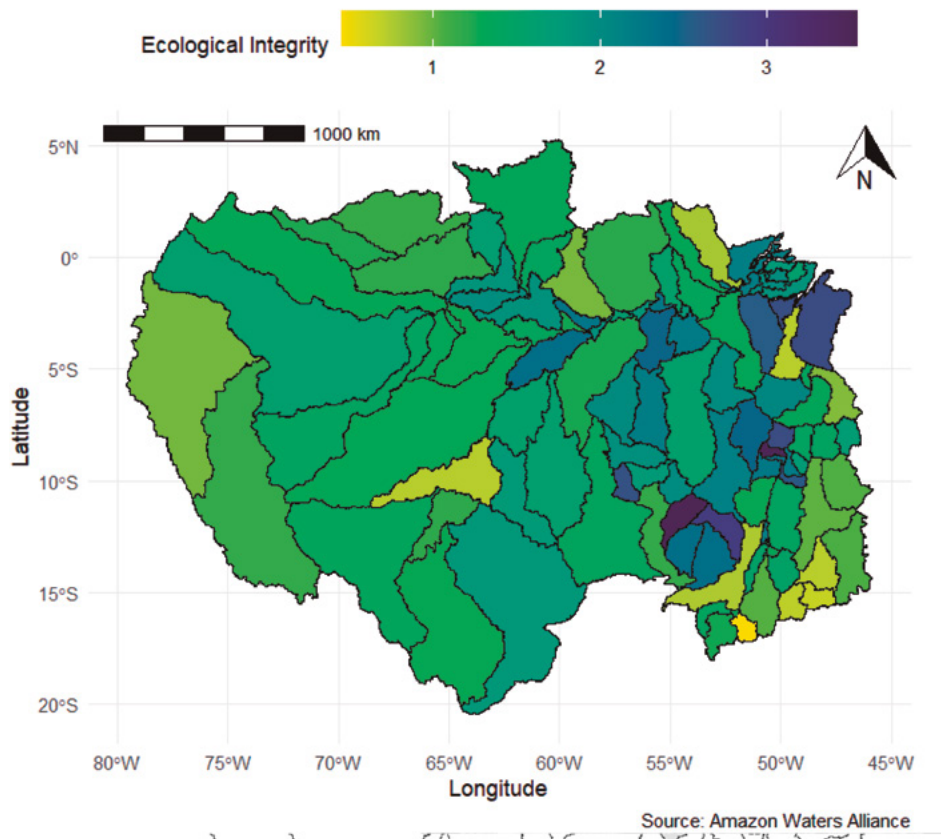 Ecological Integrity
1 2 3
1000 km
N
5°N
0°
5°S
10°S
15°S
20°S
Latitude
80°W 75°W 70°W 65°W 60°W 55°W 50°W 45°W
Longitude
Source: Amazon Waters Alliance